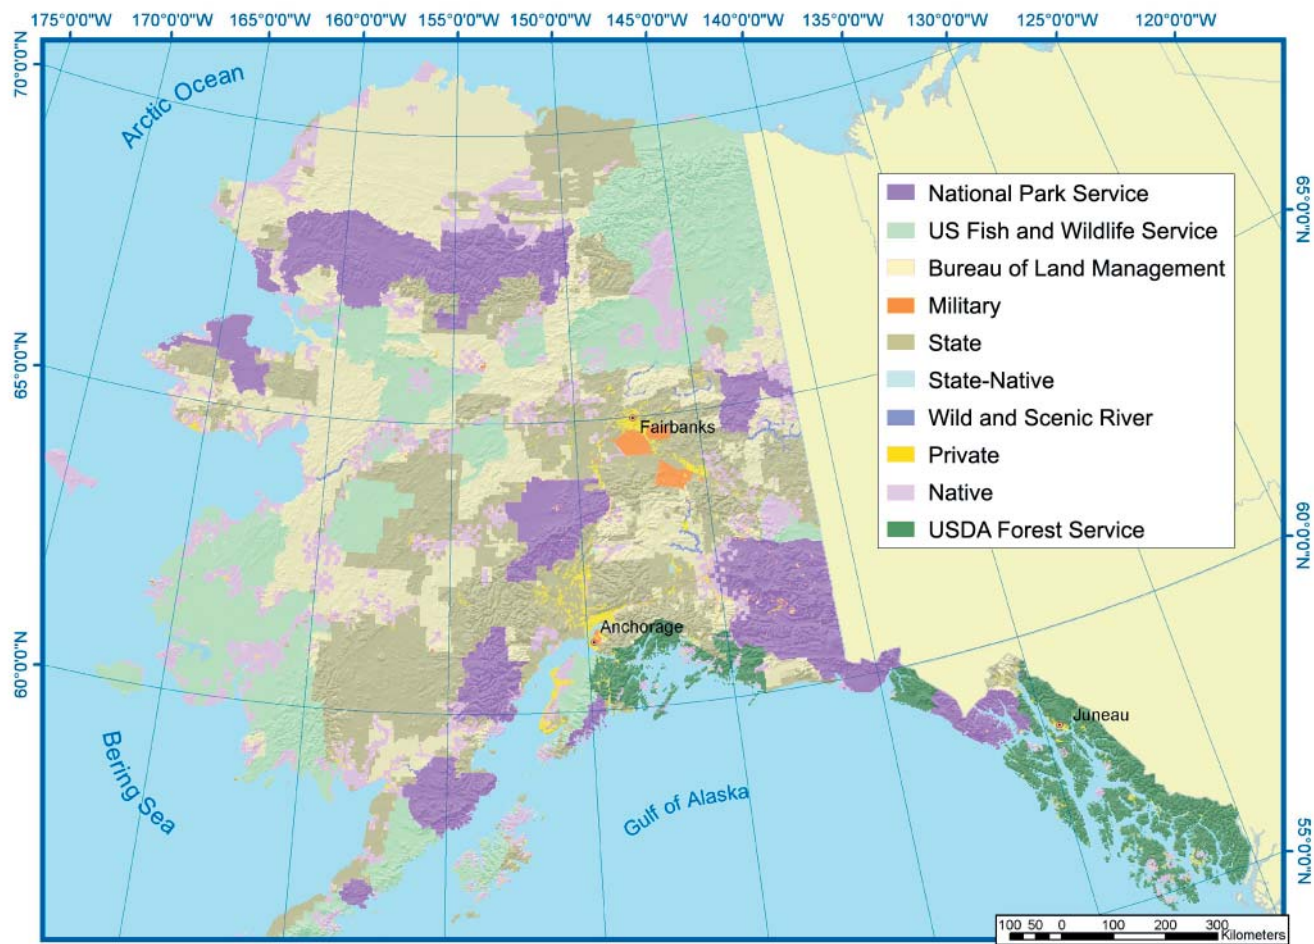 175°0'0"W 170°0'0"W 165°0'0"W 160°0'0"W 155°0'0"W 150°0'0"W 145°0'0"W 140°0'0"W 135°0'0"W 130°0'0"W 125°0'0"W 120°0'0"W
70°0'0"N
65°0'0"N
60°0'0"N
Arctic Ocean
Bering Sea
Gulf of Alaska
Fairbanks
Anchorage
Juneau
National Park Service
US Fish and Wildlife Service
Bureau of Land Management
Military
State
State-Native
Wild and Scenic River
Private
Native
USDA Forest Service
65°0'0"N
60°0'0"N
55°0'0"N
100 50 0 100 200 300
Kilometers